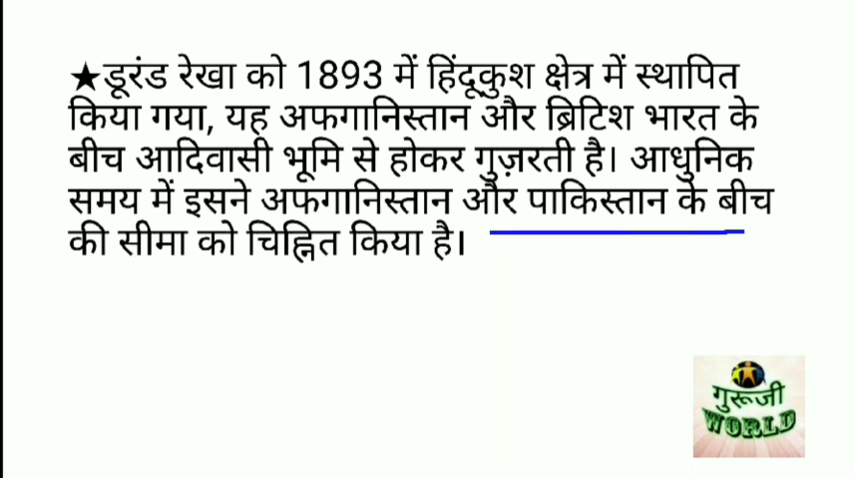 ★डूरंड रेखा को 1893 में हिंदूकुश क्षेत्र में स्थापित
किया गया, यह अफगानिस्तान और ब्रिटिश भारत के
बीच आदिवासी भूमि से होकर गुज़रती है। आधुनिक
समय में इसने अफगानिस्तान और पाकिस्तान के बीच
की सीमा को चिह्नित किया है।
गुरूजी
WORLD